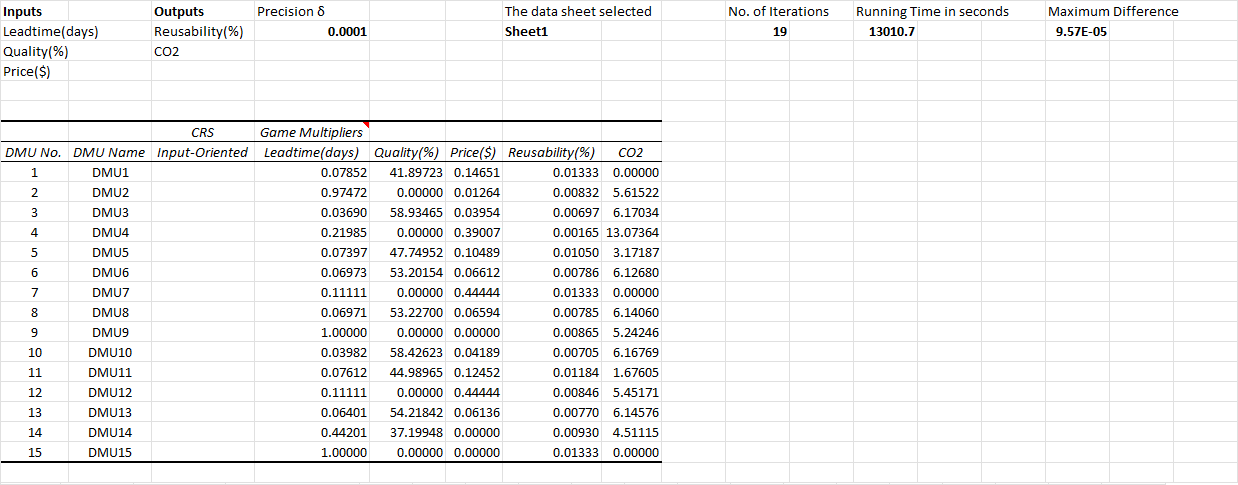 Inputs Outputs Precision δ The data sheet selected No. of Iterations Running Time in seconds Maximum Difference
Leadtime(days) Reusability(%) 0.0001 Sheet1 19 13010.7 9.57E-05
Quality(%) CO2
Price($)
CRS Game Multipliers
DMU No. DMU Name Input-Oriented Leadtime(days) Quality(%) Price($) Reusability(%) CO2
1 DMU1 0.07852 41.89723 0.14651 0.01333 0.00000
2 DMU2 0.97472 0.00000 0.01264 0.00832 5.61522
3 DMU3 0.03690 58.93465 0.03954 0.00697 6.17034
4 DMU4 0.21985 0.00000 0.39007 0.00165 13.07364
5 DMU5 0.07397 47.74952 0.10489 0.01050 3.17187
6 DMU6 0.06973 53.20154 0.06612 0.00786 6.12680
7 DMU7 0.11111 0.00000 0.44444 0.01333 0.00000
8 DMU8 0.06971 53.22700 0.06594 0.00785 6.14060
9 DMU9 1.00000 0.00000 0.00000 0.00865 5.24246
10 DMU10 0.03982 58.42623 0.04189 0.00705 6.16769
11 DMU11 0.07612 44.98965 0.12452 0.01184 1.67605
12 DMU12 0.11111 0.00000 0.44444 0.00846 5.45171
13 DMU13 0.06401 54.21842 0.06136 0.00770 6.14576
14 DMU14 0.44201 37.19948 0.00000 0.00930 4.51115
15 DMU15 1.00000 0.00000 0.00000 0.01333 0.00000